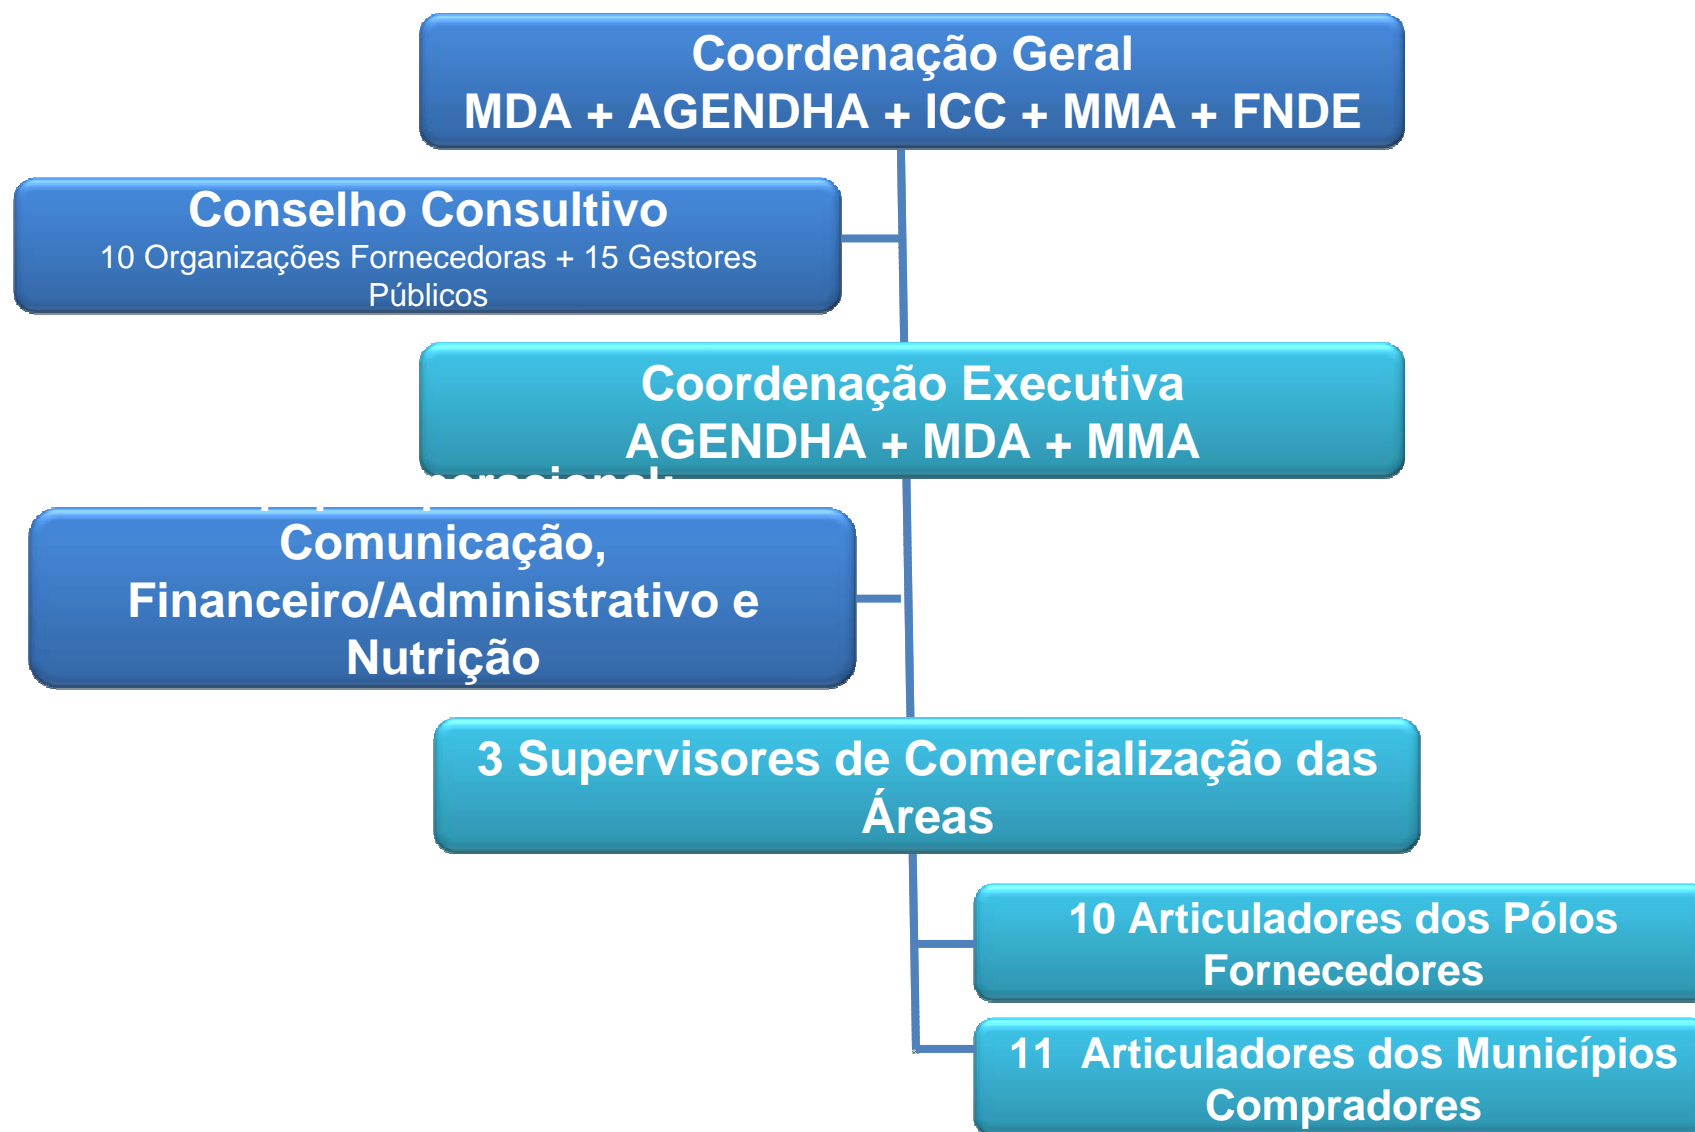 Coordenação Geral
MDA + AGENDHA + ICC + MMA + FNDE
Conselho Consultivo
10 Organizações Fornecedoras + 15 Gestores
Públicos
Coordenação Executiva
AGENDHA + MDA + MMA
Comunicação,
Financeiro/Administrativo e
Nutrição
3 Supervisores de Comercialização das
Áreas
10 Articuladores dos Pólos
Fornecedores
11 Articuladores dos Municípios
Compradores